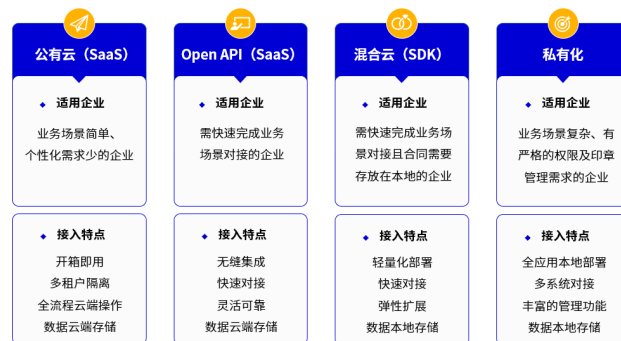 公有云（SaaS）
适用企业
业务场景简单、
个性化需求少的企业
接入特点
开箱即用
多租户隔离
全流程云端操作
数据云端存储
Open API（SaaS）
适用企业
需快速完成业务
场景对接的企业
接入特点
无缝集成
快速对接
灵活可靠
数据云端存储
混合云（SDK）
适用企业
需快速完成业务场
景对接且合同需要
存放在本地的企业
接入特点
轻量化部署
快速对接
弹性扩展
数据本地存储
私有化
适用企业
业务场景复杂、有
严格的权限及印章
管理需求的企业
接入特点
全应用本地部署
多系统对接
丰富的管理功能
数据本地存储